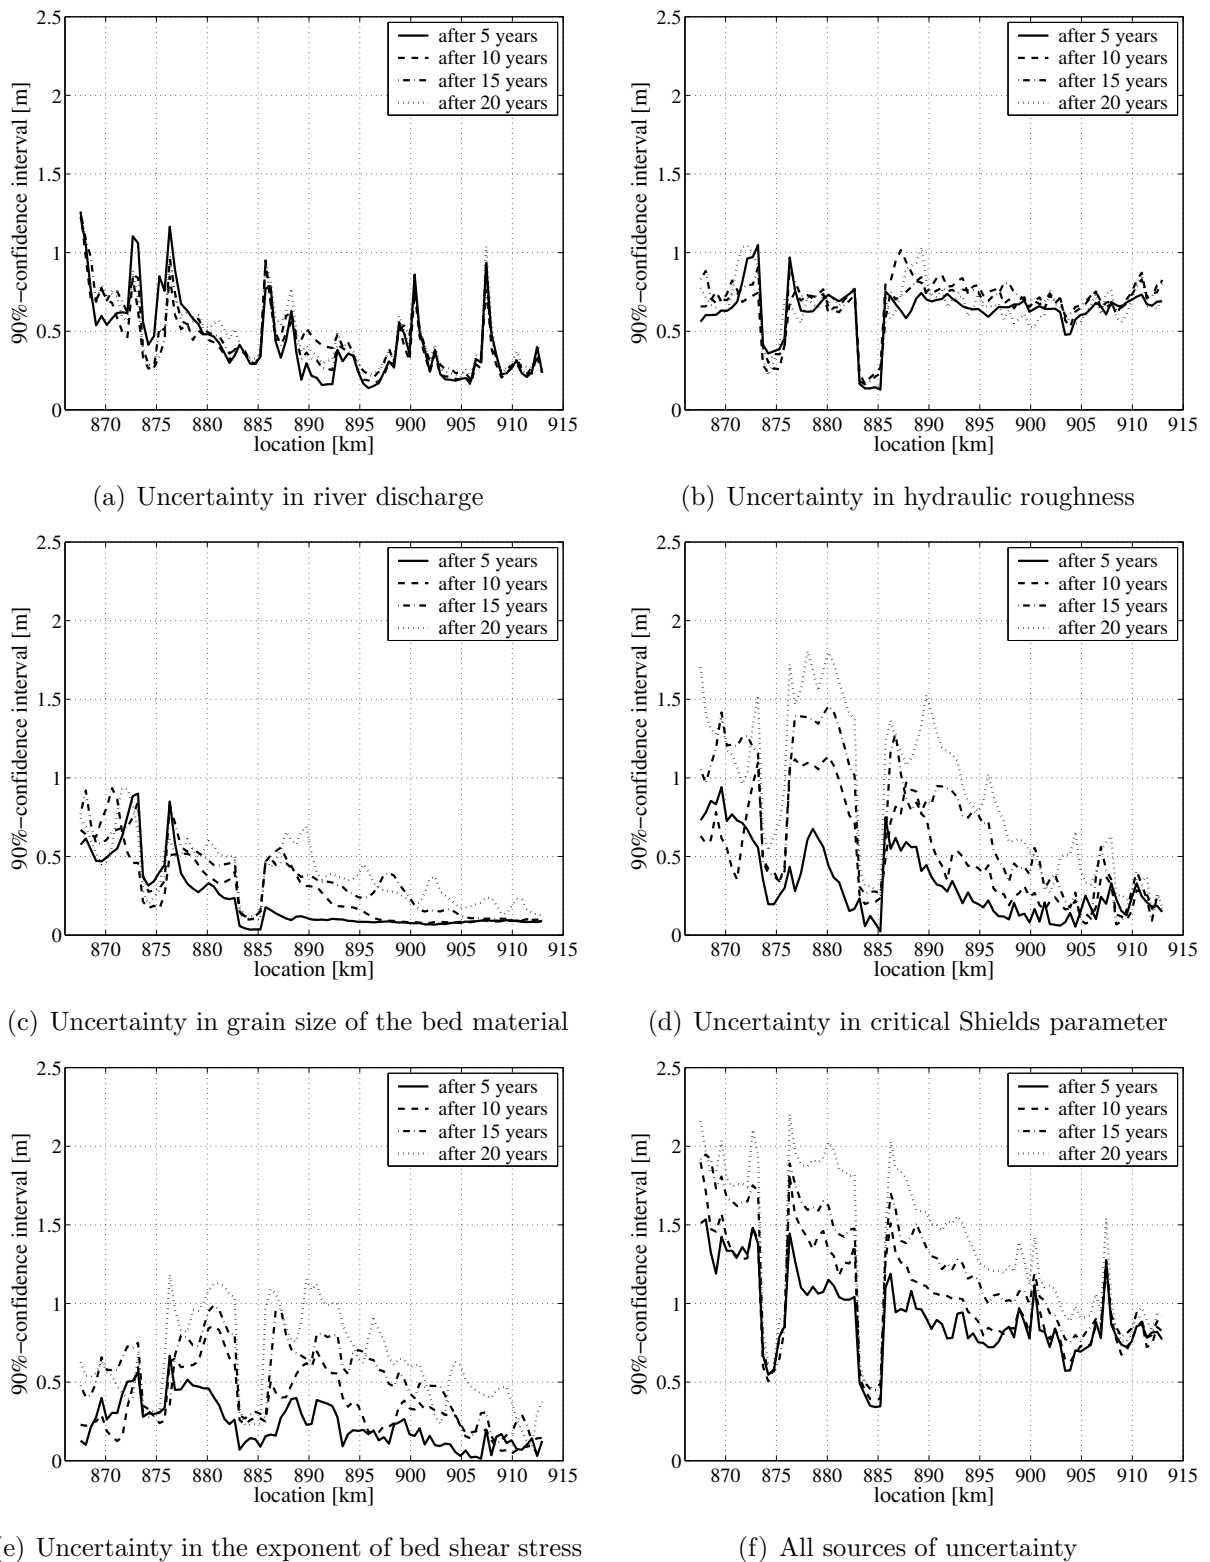 2.5
2
1.5
1
0.5
0
90%−confidence interval [m]
after 5 years
after 10 years
after 15 years
after 20 years
870 875 880 885 890 895 900 905 910 915
location [km]
(a) Uncertainty in river discharge
2.5
2
1.5
1
0.5
0
90%−confidence interval [m]
after 5 years
after 10 years
after 15 years
after 20 years
870 875 880 885 890 895 900 905 910 915
location [km]
(b) Uncertainty in hydraulic roughness
2.5
2
1.5
1
0.5
0
90%−confidence interval [m]
after 5 years
after 10 years
after 15 years
after 20 years
870 875 880 885 890 895 900 905 910 915
location [km]
(c) Uncertainty in grain size of the bed material
2.5
2
1.5
1
0.5
0
90%−confidence interval [m]
after 5 years
after 10 years
after 15 years
after 20 years
870 875 880 885 890 895 900 905 910 915
location [km]
(d) Uncertainty in critical Shields parameter
2.5
2
1.5
1
0.5
0
90%−confidence interval [m]
after 5 years
after 10 years
after 15 years
after 20 years
870 875 880 885 890 895 900 905 910 915
location [km]
e) Uncertainty in the exponent of bed shear stress
2.5
2
1.5
1
0.5
0
90%−confidence interval [m]
after 5 years
after 10 years
after 15 years
after 20 years
870 875 880 885 890 895 900 905 910 915
location [km]
(f) All sources of uncertainty